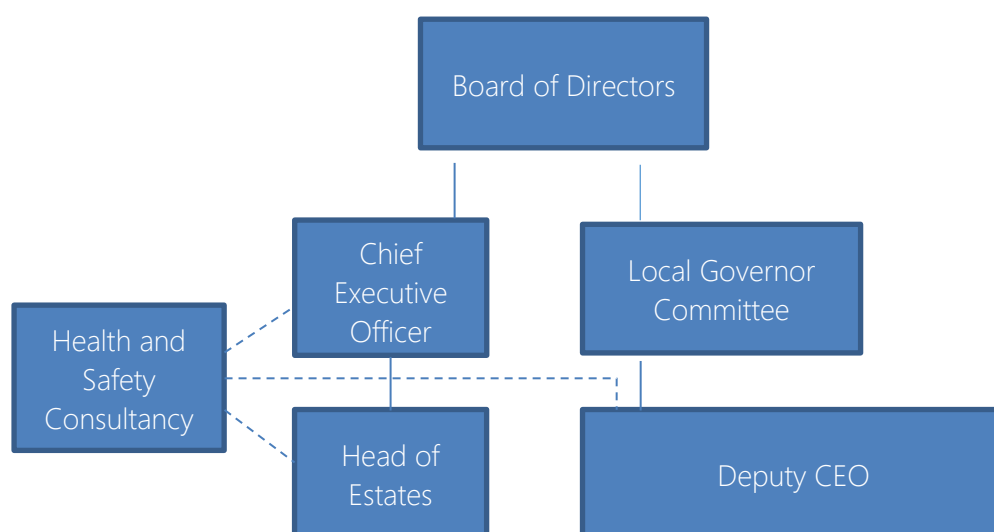 Board of Directors
Chief
Executive
Officer
Local Governor
Committee
Health and
Safety
Consultancy
Head of
Estates
Deputy CEO